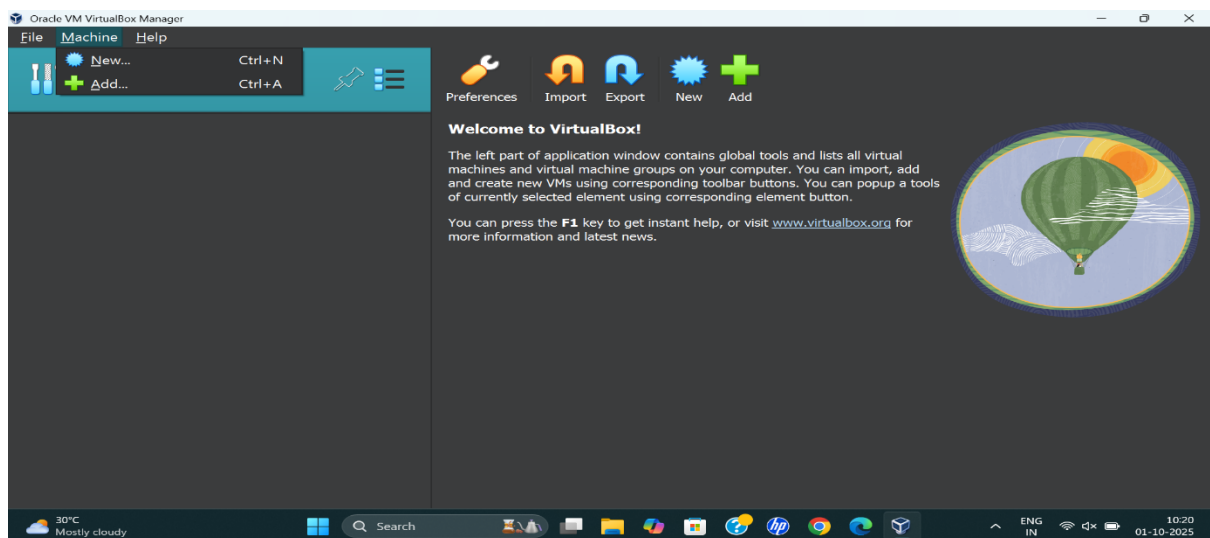 Oracle VM VirtualBox Manager
File Machine Help
New... Ctrl+N
Add... Ctrl+A
Preferences Import Export New Add
Welcome to VirtualBox!
The left part of application window contains global tools and lists all virtual
machines and virtual machine groups on your computer. You can import, add
and create new VMs using corresponding toolbar buttons. You can popup a tools
of currently selected element using corresponding element button.
You can press the F1 key to get instant help, or visit www.virtualbox.org for
more information and latest news.
30°C
Mostly cloudy
Search
hp
ENG
IN
10:20
01-10-2025